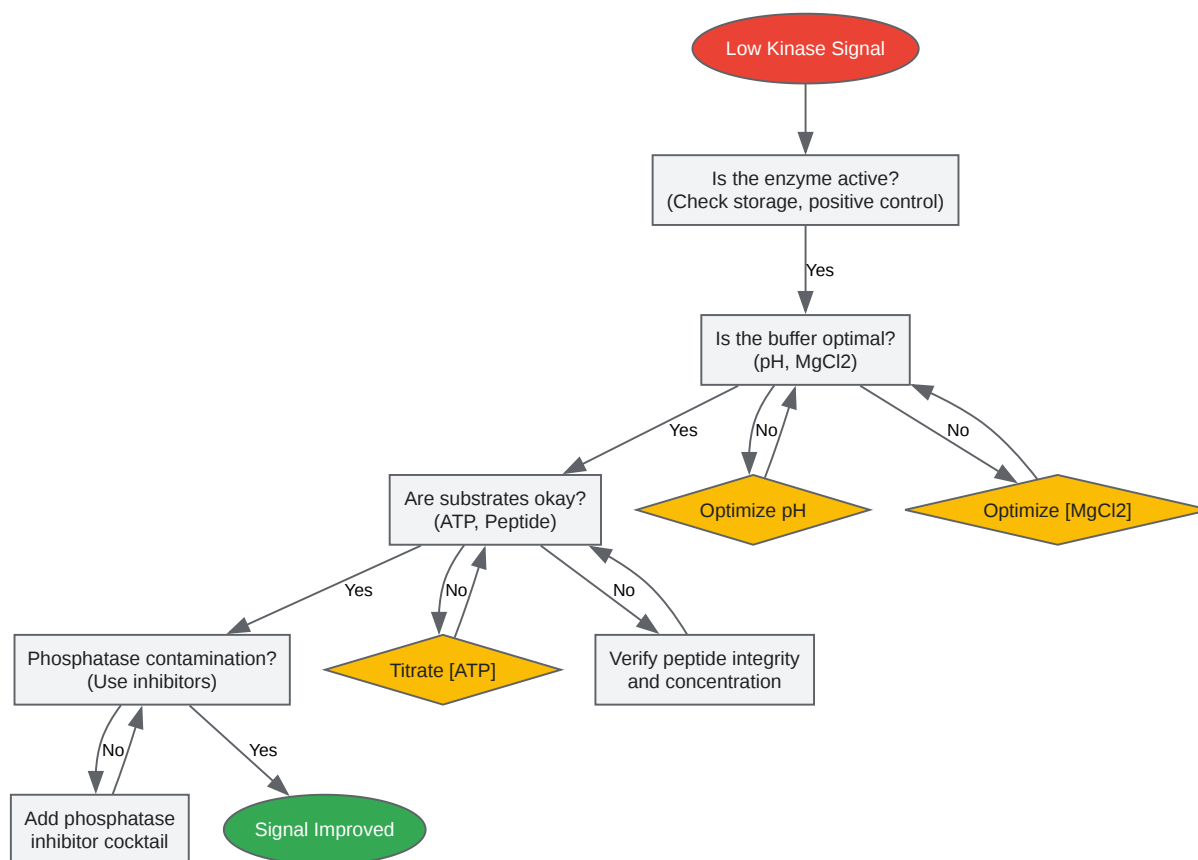 Low Kinase Signal
Is the enzyme active?
(Check storage, positive control)
Yes
Is the buffer optimal?
(pH, MgCl2)
Yes
No
No
Are substrates okay?
(ATP, Peptide)
Optimize pH
Optimize [MgCl2]
Yes
No
No
Phosphatase contamination?
(Use inhibitors)
Titrate [ATP]
Verify peptide integrity
and concentration
No
Yes
Add phosphatase
inhibitor cocktail
Signal Improved